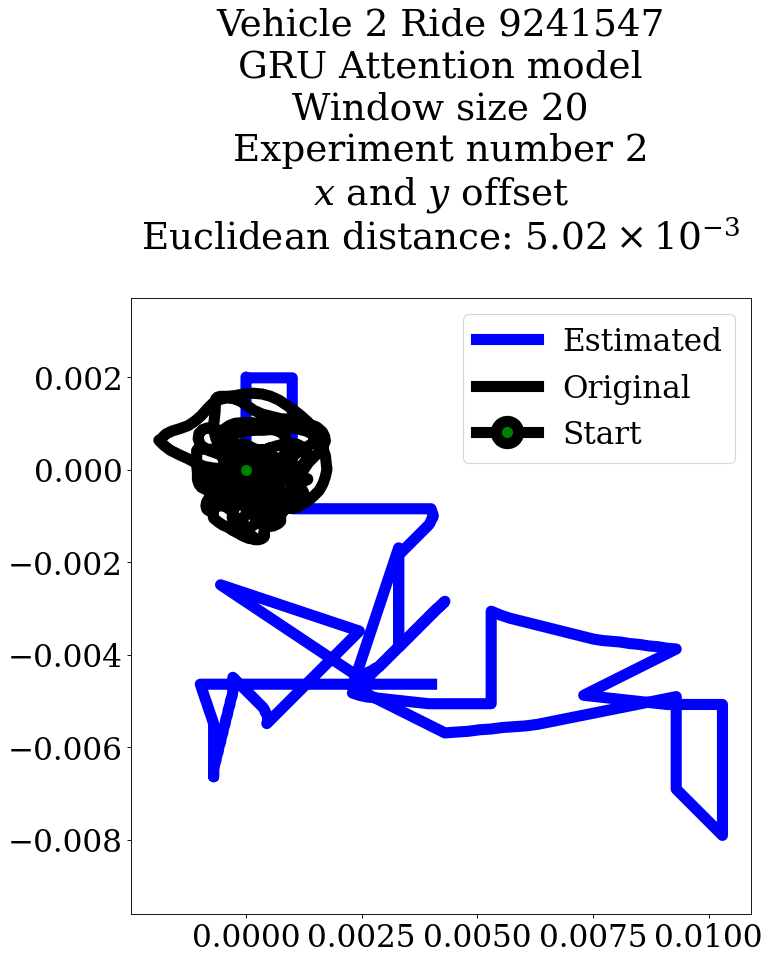 Vehicle 2 Ride 9241547
GRU Attention model
Window size 20
Experiment number 2
x and y offset
Euclidean distance: 5.02 × 10⁻³
Estimated
Original
Start
0.002
0.000
−0.002
−0.004
−0.006
−0.008
0.0000 0.0025 0.0050 0.0075 0.0100